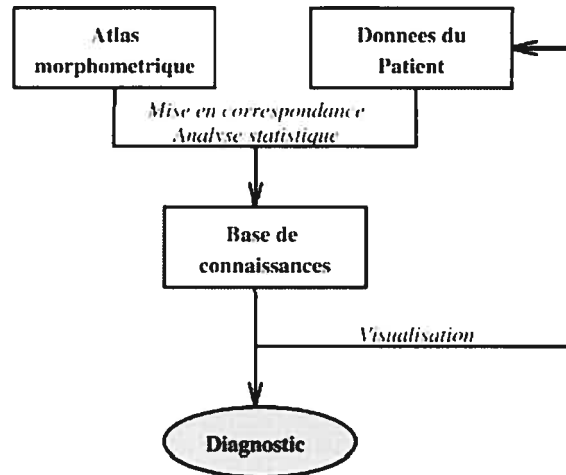 Atlas
morphometrique
Donnees du
Patient
Mise en correspondance
Analyse statistique
Base de
connaissances
Visualisation
Diagnostic